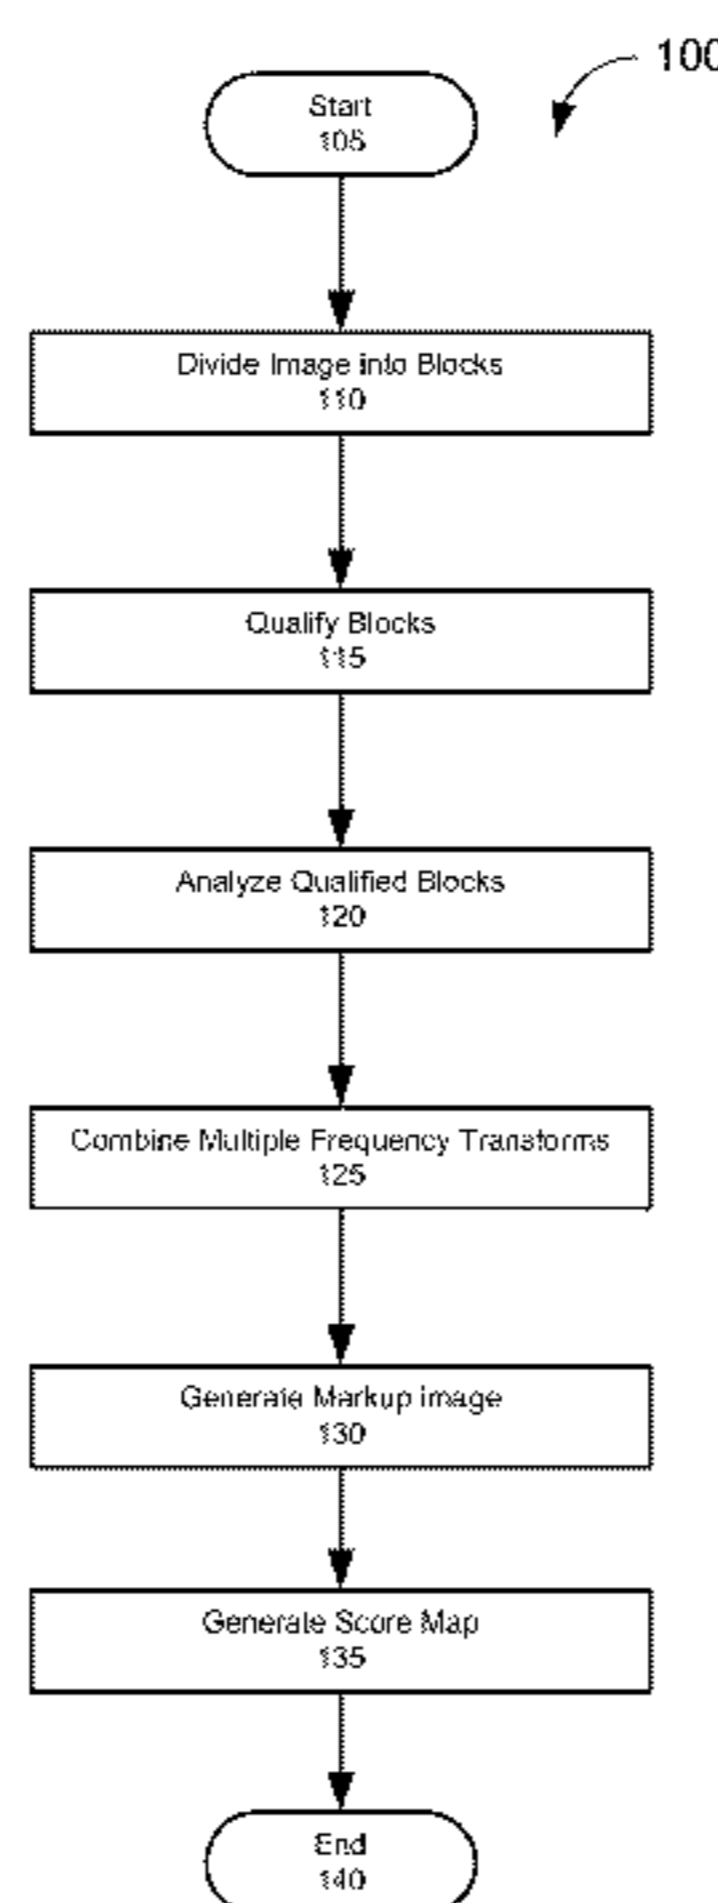 100
Start
105
Divide Image into Blocks
110
Qualify Blocks
115
Analyze Qualified Blocks
120
Combine Multiple Frequency Transforms
125
Generate Markup image
130
Generate Score Map
135
End
140